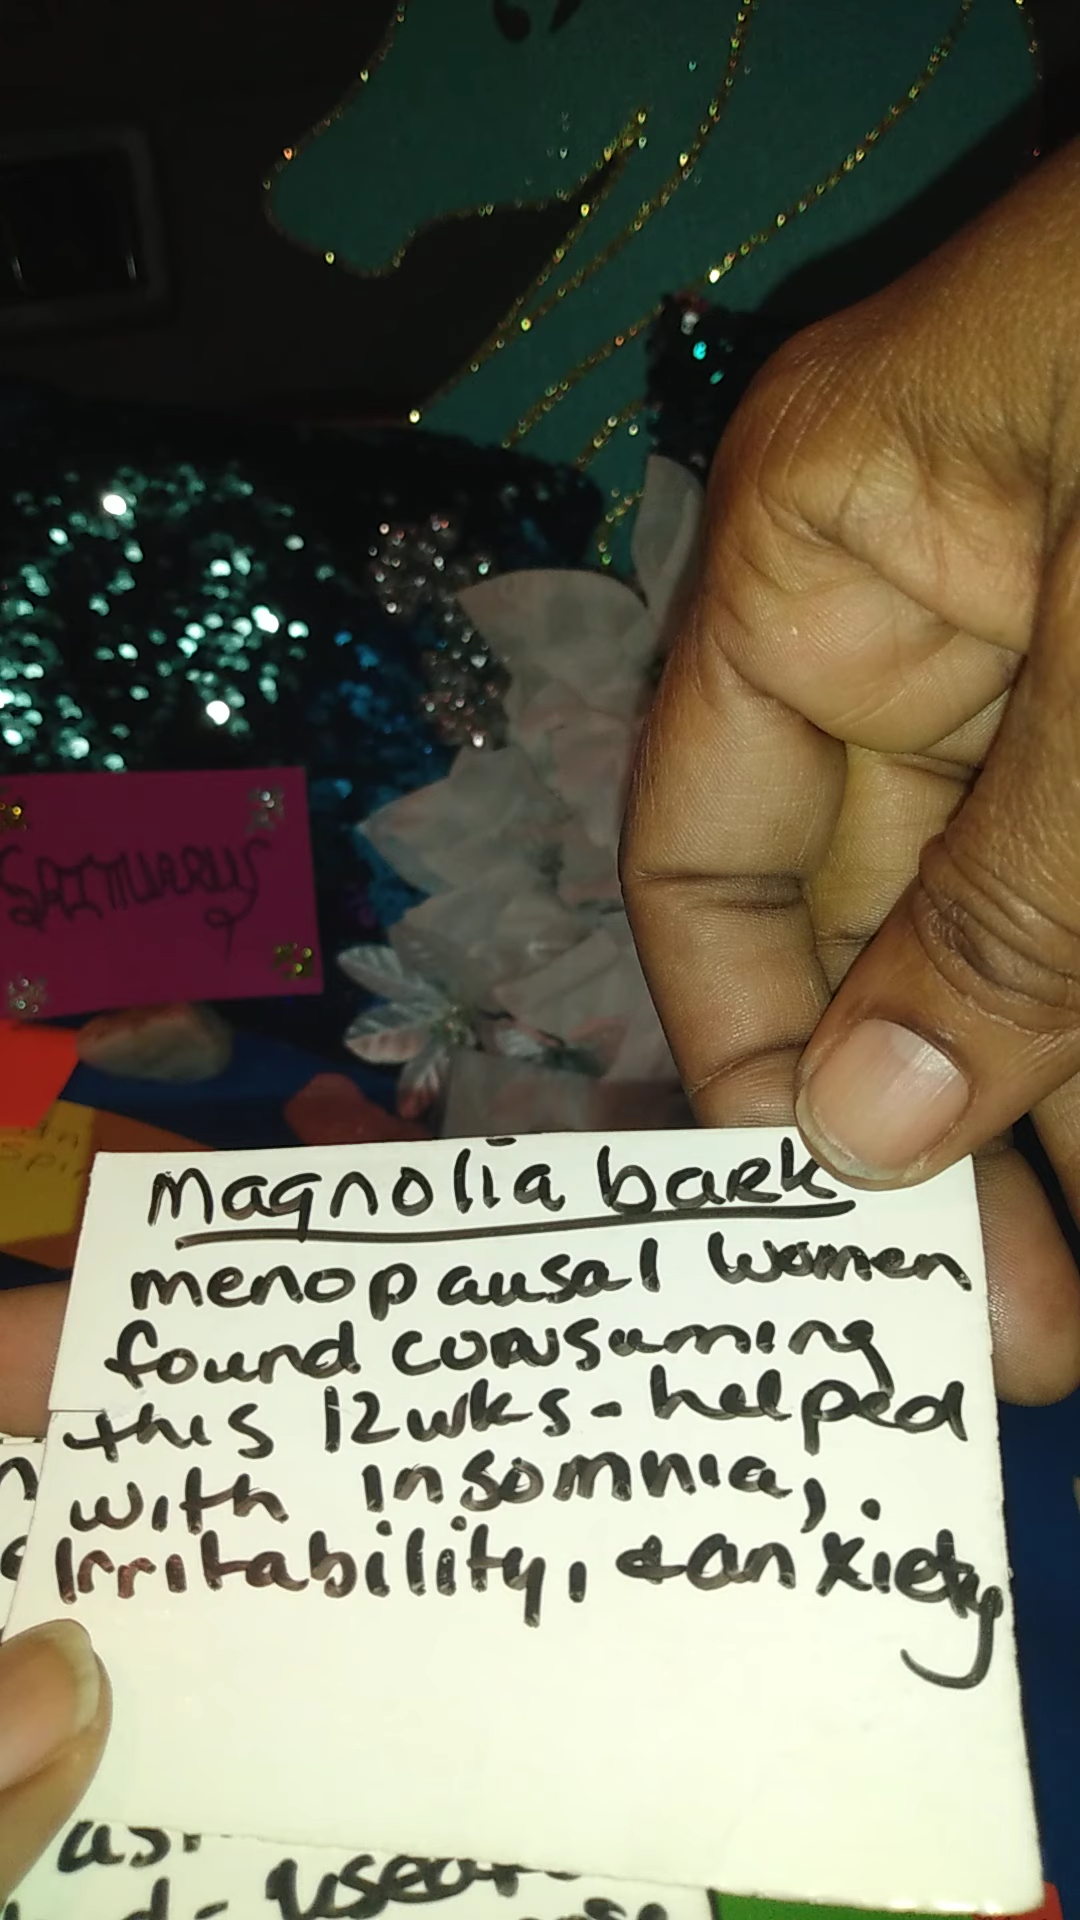 Magnolia bark
menopausal women
found consuming
this 12wks - helped
with insomnia,.
Irritability, & anxiety